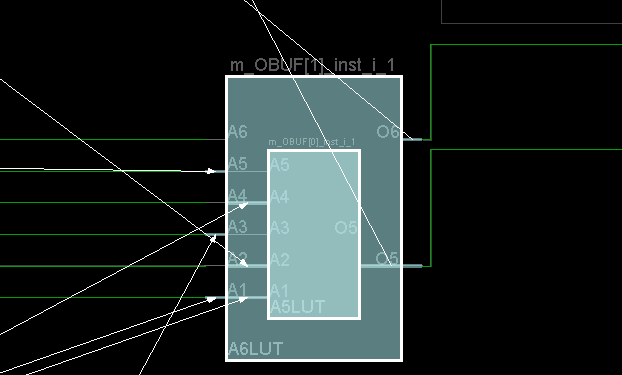 m_OBUF[1]_inst_i_1
A6
O6
m_OBUF[0]_inst_i_1
A5
A5
A4
A4
A3
A3
O5
A2
A2
O5
A1
A1
A5LUT
A6LUT